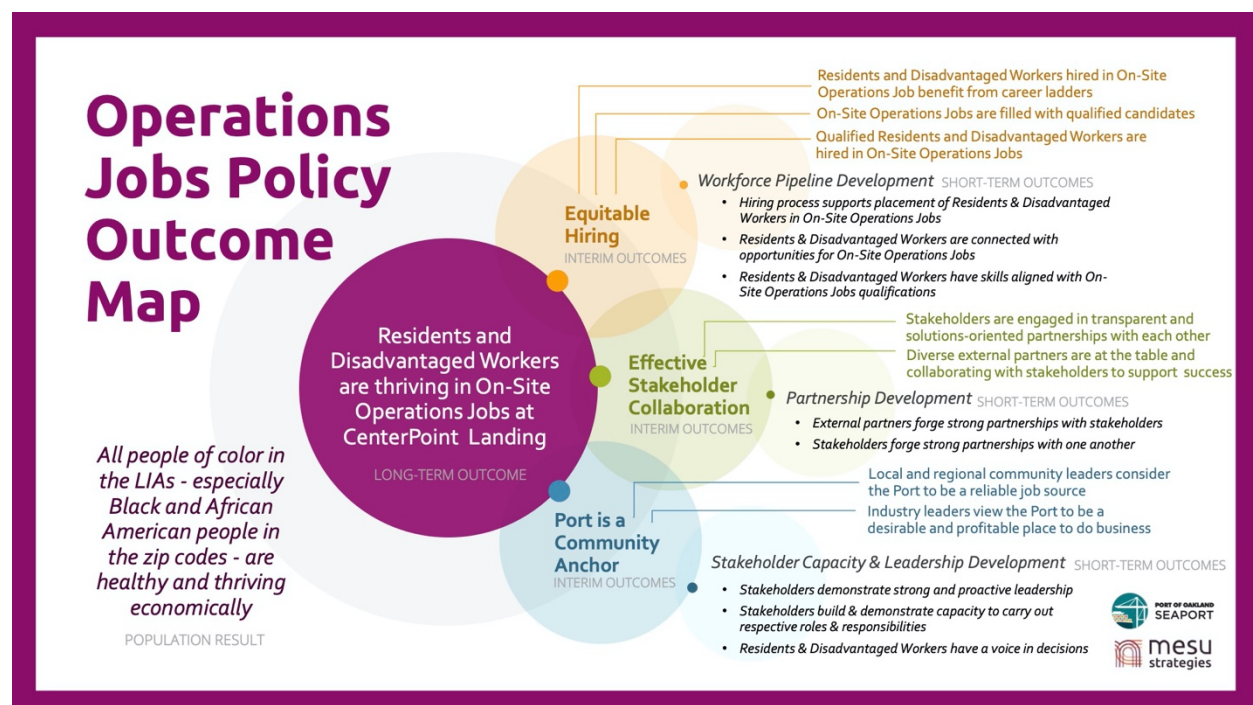 Operations
Jobs Policy
Outcome
Map
All people of color in
the LIAs - especially
Black and African
American people in
the zip codes - are
healthy and thriving
economically
POPULATION RESULT
Residents and
Disadvantaged Workers
are thriving in On-Site
Operations Jobs at
CenterPoint Landing
LONG-TERM OUTCOME
Equitable
Hiring
INTERIM OUTCOMES
Residents and Disadvantaged Workers hired in On-Site
Operations Job benefit from career ladders
On-Site Operations Jobs are filled with qualified candidates
Qualified Residents and Disadvantaged Workers are
hired in On-Site Operations Jobs
Workforce Pipeline Development SHORT-TERM OUTCOMES
• Hiring process supports placement of Residents & Disadvantaged
Workers in On-Site Operations Jobs
• Residents & Disadvantaged Workers are connected with
opportunities for On-Site Operations Jobs
• Residents & Disadvantaged Workers have skills aligned with On-
Site Operations Jobs qualifications
Effective
Stakeholder
Collaboration
INTERIM OUTCOMES
Stakeholders are engaged in transparent and
solutions-oriented partnerships with each other
Diverse external partners are at the table and
collaborating with stakeholders to support success
Partnership Development SHORT-TERM OUTCOMES
• External partners forge strong partnerships with stakeholders
• Stakeholders forge strong partnerships with one another
Port is a
Community
Anchor
INTERIM OUTCOMES
Local and regional community leaders consider
the Port to be a reliable job source
Industry leaders view the Port to be a
desirable and profitable place to do business
Stakeholder Capacity & Leadership Development SHORT-TERM OUTCOMES
• Stakeholders demonstrate strong and proactive leadership
• Stakeholders build & demonstrate capacity to carry out
respective roles & responsibilities
• Residents & Disadvantaged Workers have a voice in decisions
PORT OF OAKLAND
SEAPORT
mesu
strategies